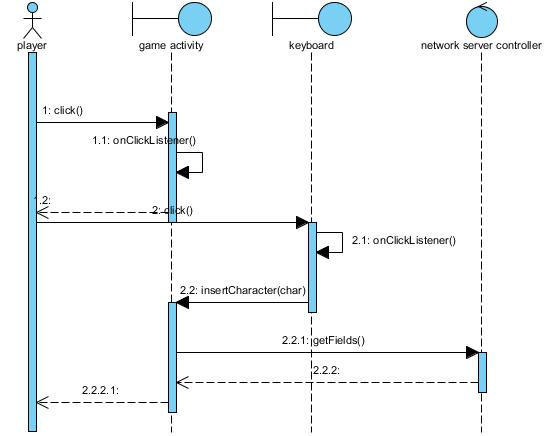 player
game activity
keyboard
network server controller
1: click()
1.1: onClickListener()
1.2:
2: click()
2.1: onClickListener()
2.2: insertCharacter(char)
2.2.1: getFields()
2.2.2:
2.2.2.1: